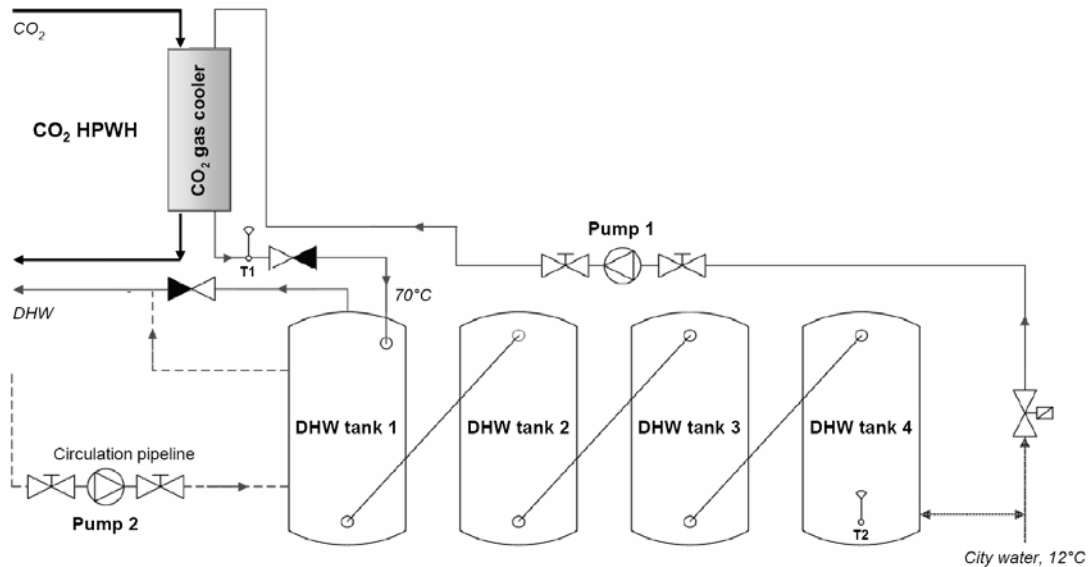 CO₂
CO₂ gas cooler
CO₂ HPWH
Pump 1
T1
70°C
DHW
DHW tank 1
DHW tank 2
DHW tank 3
DHW tank 4
Circulation pipeline
Pump 2
T2
City water, 12°C